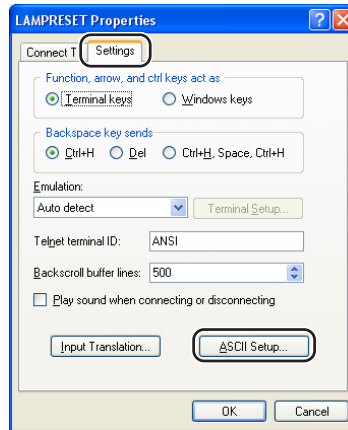 LAMPRESET Properties
Connect T Settings
Function, arrow, and ctrl keys act as
Terminal keys Windows keys
Backspace key sends
Ctrl+H Del Ctrl+H, Space, Ctrl+H
Emulation:
Auto detect Terminal Setup...
Telnet terminal ID: ANSI
Backscroll buffer lines: 500
Play sound when connecting or disconnecting
Input Translation... ASCII Setup...
OK Cancel